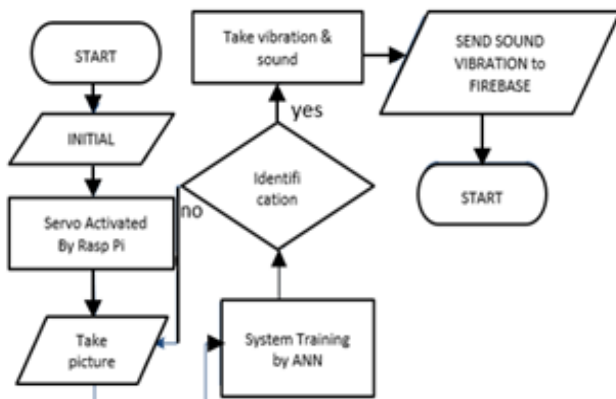 START
INITIAL
Servo Activated
By Rasp Pi
Take
picture
System Training
by ANN
Identifi
cation
no
yes
Take vibration &
sound
SEND SOUND
VIBRATION to
FIREBASE
START